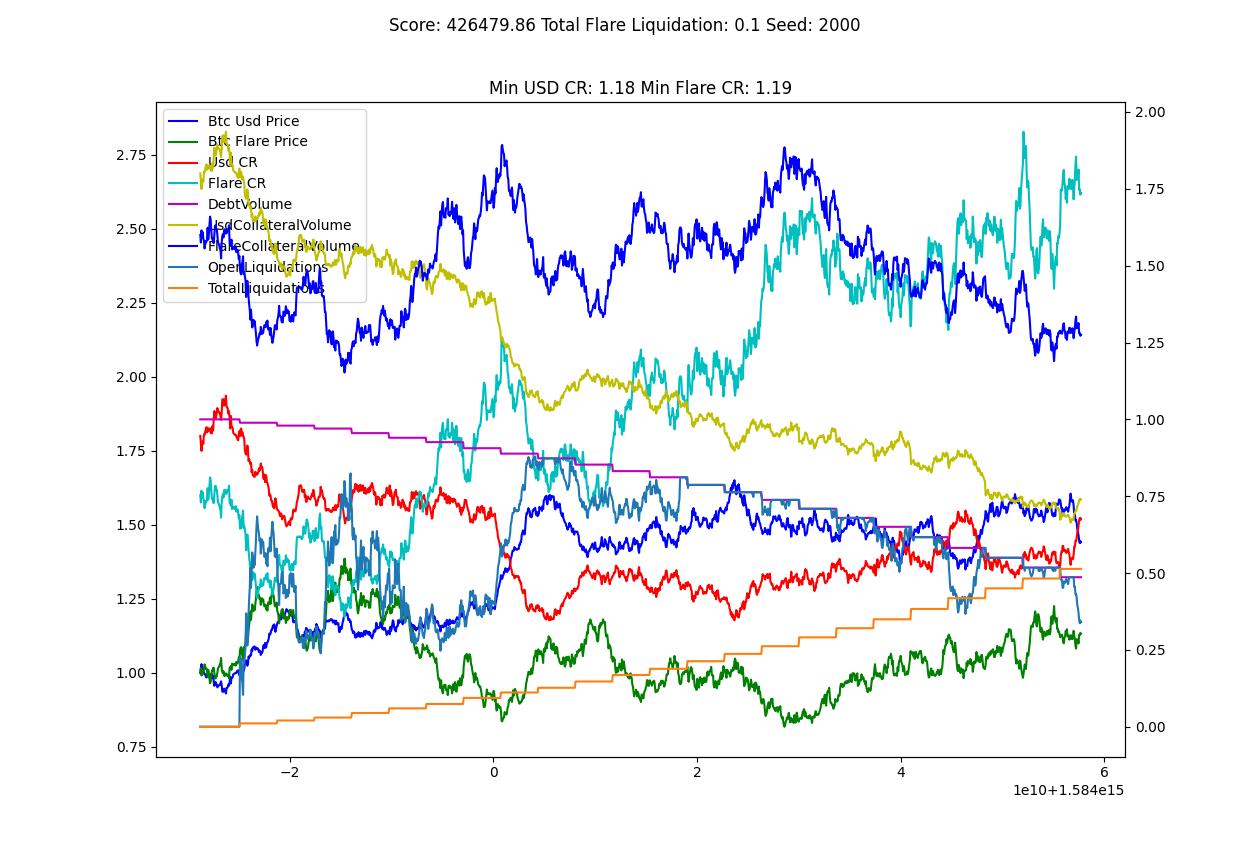 Score: 426479.86 Total Flare Liquidation: 0.1 Seed: 2000
Min USD CR: 1.18 Min Flare CR: 1.19
Btc Usd Price
Btc Flare Price
Usd CR
Flare CR
DebtVolume
UsdCollateralVolume
FlareCollateralVolume
OpenLiquidations
TotalLiquidations
2.75
2.50
2.25
2.00
1.75
1.50
1.25
1.00
0.75
2.00
1.75
1.50
1.25
1.00
0.75
0.50
0.25
0.00
−2
0
2
4
6
1e10+1.584e15